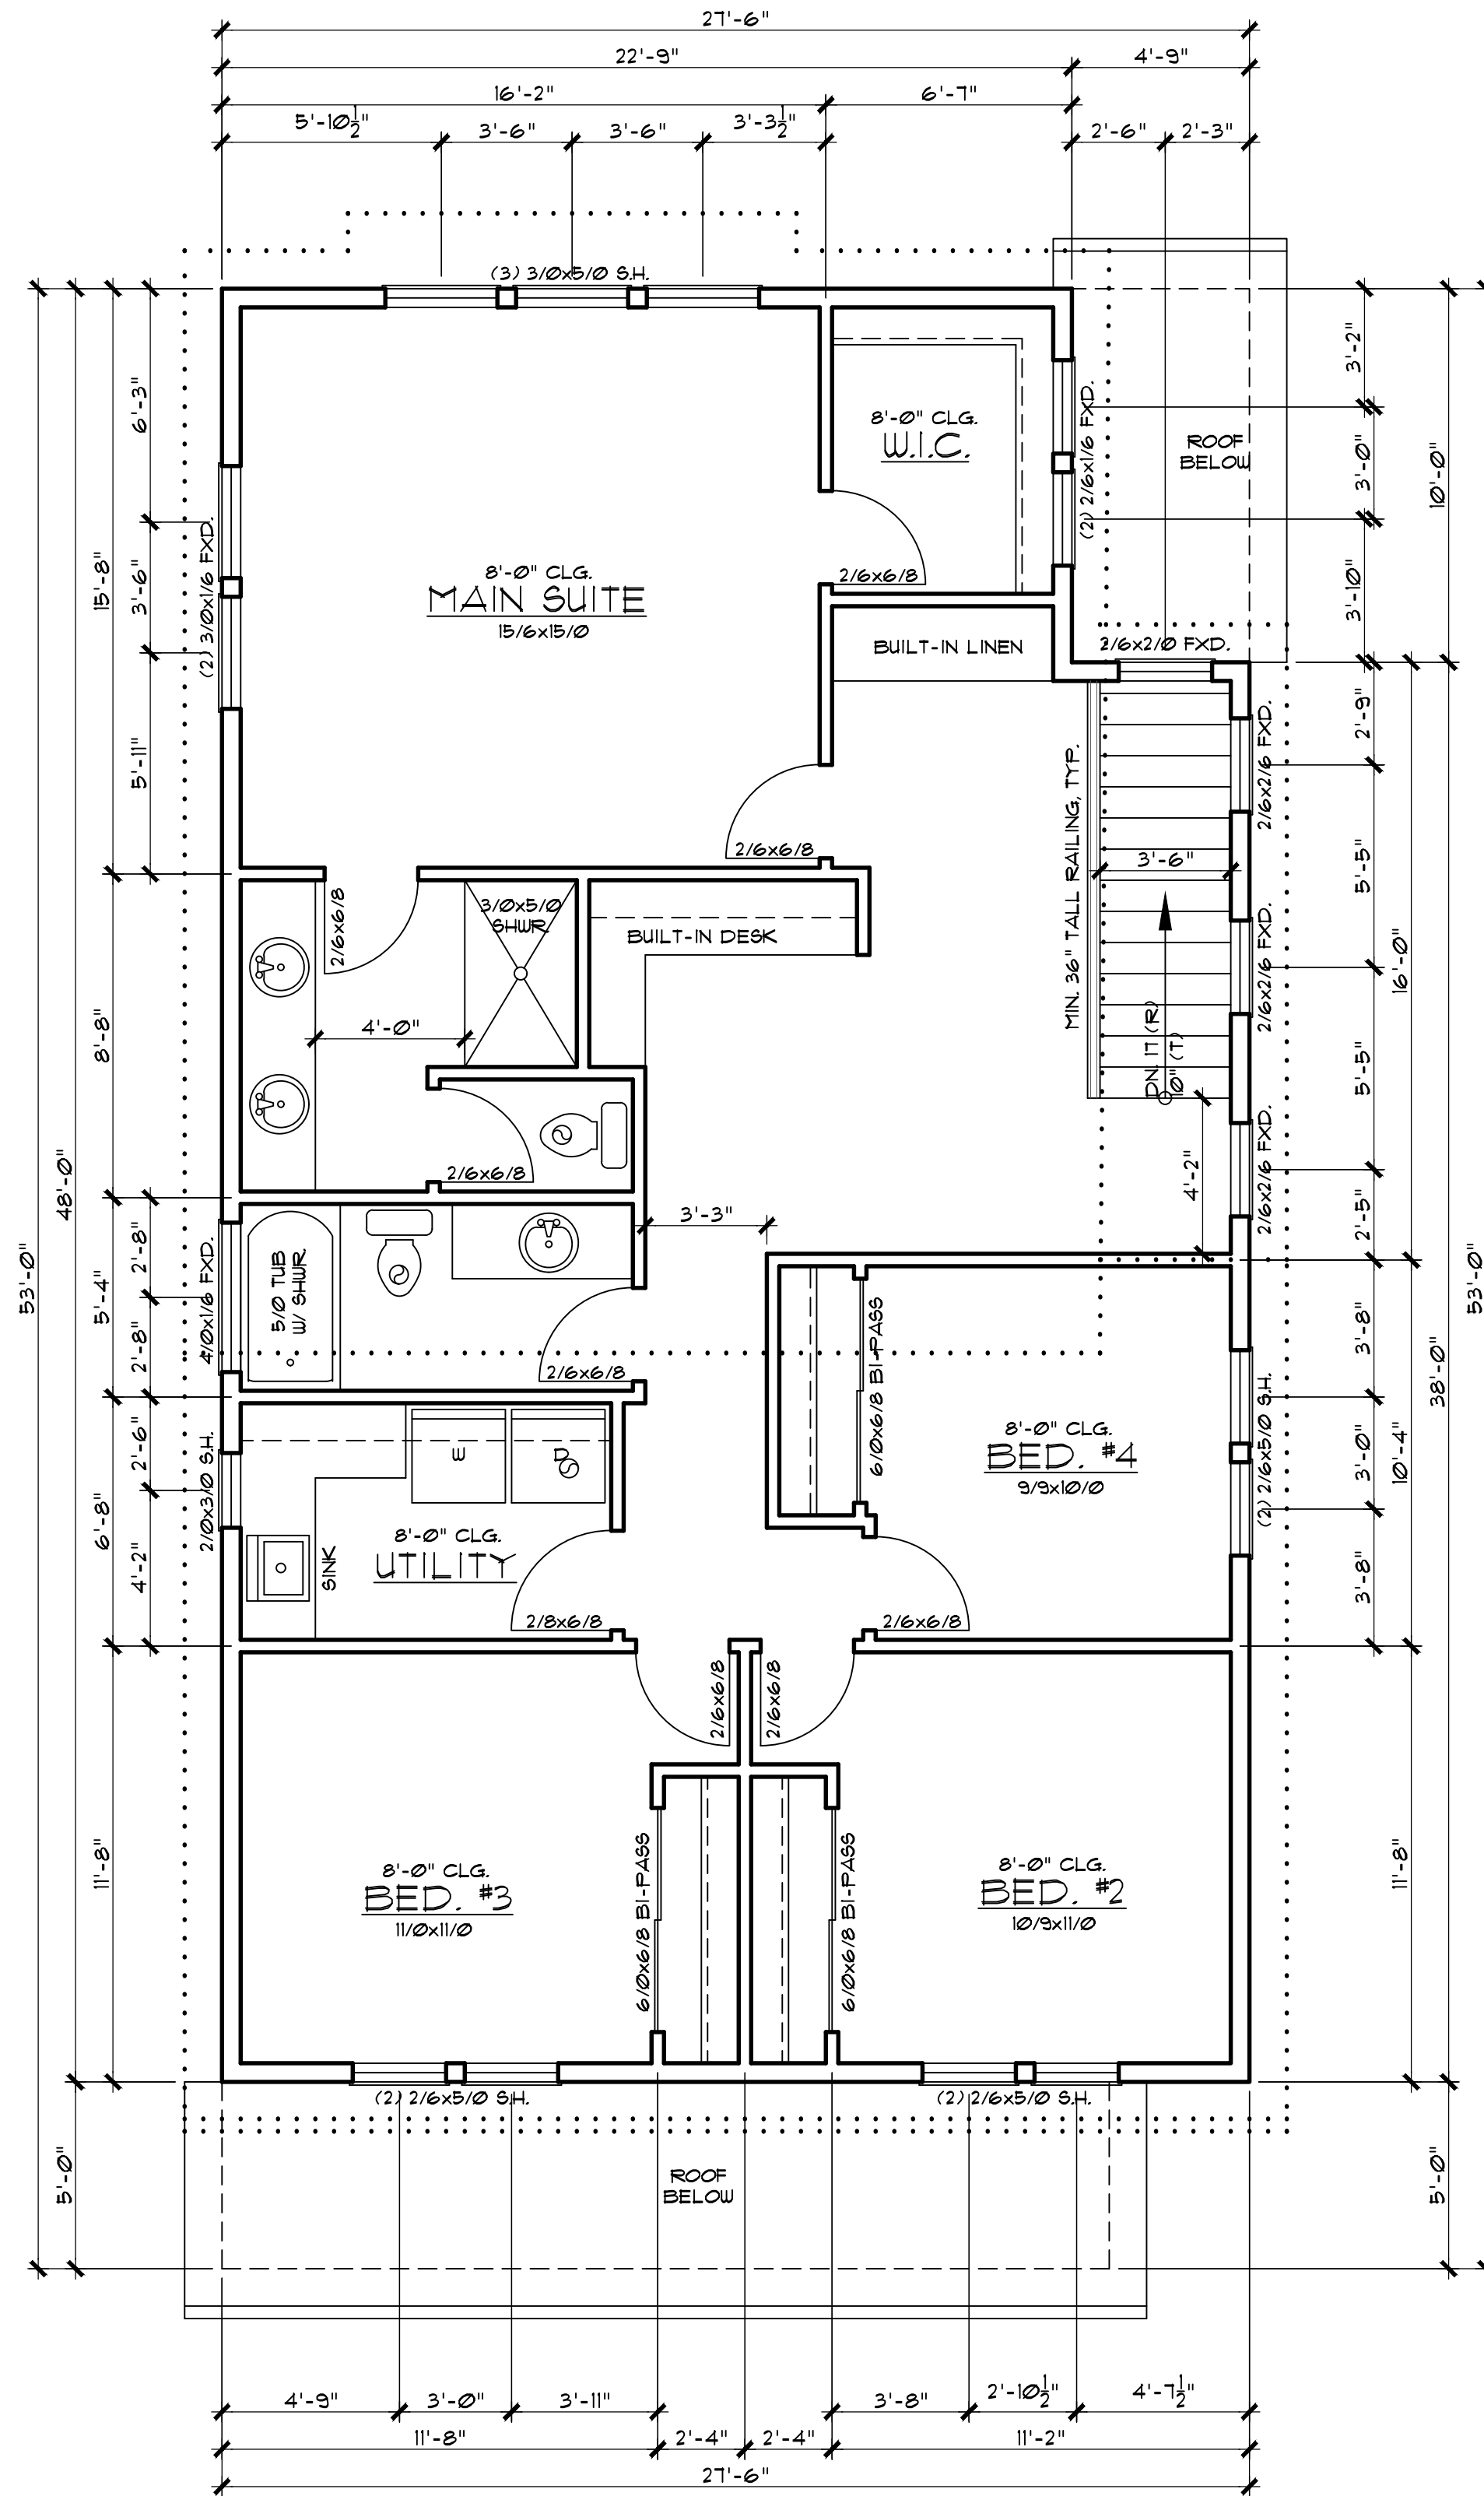 27'-6"
22'-9"
4'-9"
16'-2"
6'-7"
5'-10½"
3'-6"
3'-6"
3'-3½"
2'-6"
2'-3"
(3) 3/0x5/0 S.H.
8'-0" CLG.
W.I.C.
(2) 2/6x1/6 FXD.
ROOF
BELOW
2/6x6/8
8'-0" CLG.
MAIN SUITE
15/6x15/0
(2) 3/0x1/6 FXD.
BUILT-IN LINEN
2/6x2/0 FXD.
2/6x6/8
MIN. 36" TALL RAILING, TYP.
3'-6"
2/6x2/6 FXD.
2/6x2/6 FXD.
2/6x2/6 FXD.
DN. 17 (R)
10" (T)
4'-2"
2/6x6/8
3/0x5/0
SHWR.
BUILT-IN DESK
4'-0"
2/6x6/8
3'-3"
4/0x1/6 FXD.
5/0 TUB
W/ SHWR.
2/6x6/8
6/0x6/8 BI-PASS
8'-0" CLG.
BED. #4
9/9x10/0
(2) 2/6x5/0 S.H.
W
D
2/0x3/0 S.H.
SINK
8'-0" CLG.
UTILITY
2/8x6/8
2/6x6/8
2/6x6/8
2/6x6/8
8'-0" CLG.
BED. #3
11/0x11/0
6/0x6/8 BI-PASS
6/0x6/8 BI-PASS
8'-0" CLG.
BED. #2
10/9x11/0
(2) 2/6x5/0 S.H.
(2) 2/6x5/0 S.H.
ROOF
BELOW
53'-0"
48'-0"
5'-0"
15'-8"
8'-8"
5'-4"
6'-8"
11'-8"
6'-3"
3'-6"
5'-11"
2'-8"
2'-8"
2'-6"
4'-2"
3'-2"
3'-0"
3'-10"
2'-9"
5'-5"
5'-5"
2'-5"
3'-8"
3'-0"
3'-8"
16'-0"
10'-4"
11'-8"
10'-0"
38'-0"
5'-0"
53'-0"
4'-9"
3'-0"
3'-11"
3'-8"
2'-10½"
4'-7½"
11'-8"
2'-4"
2'-4"
11'-2"
27'-6"